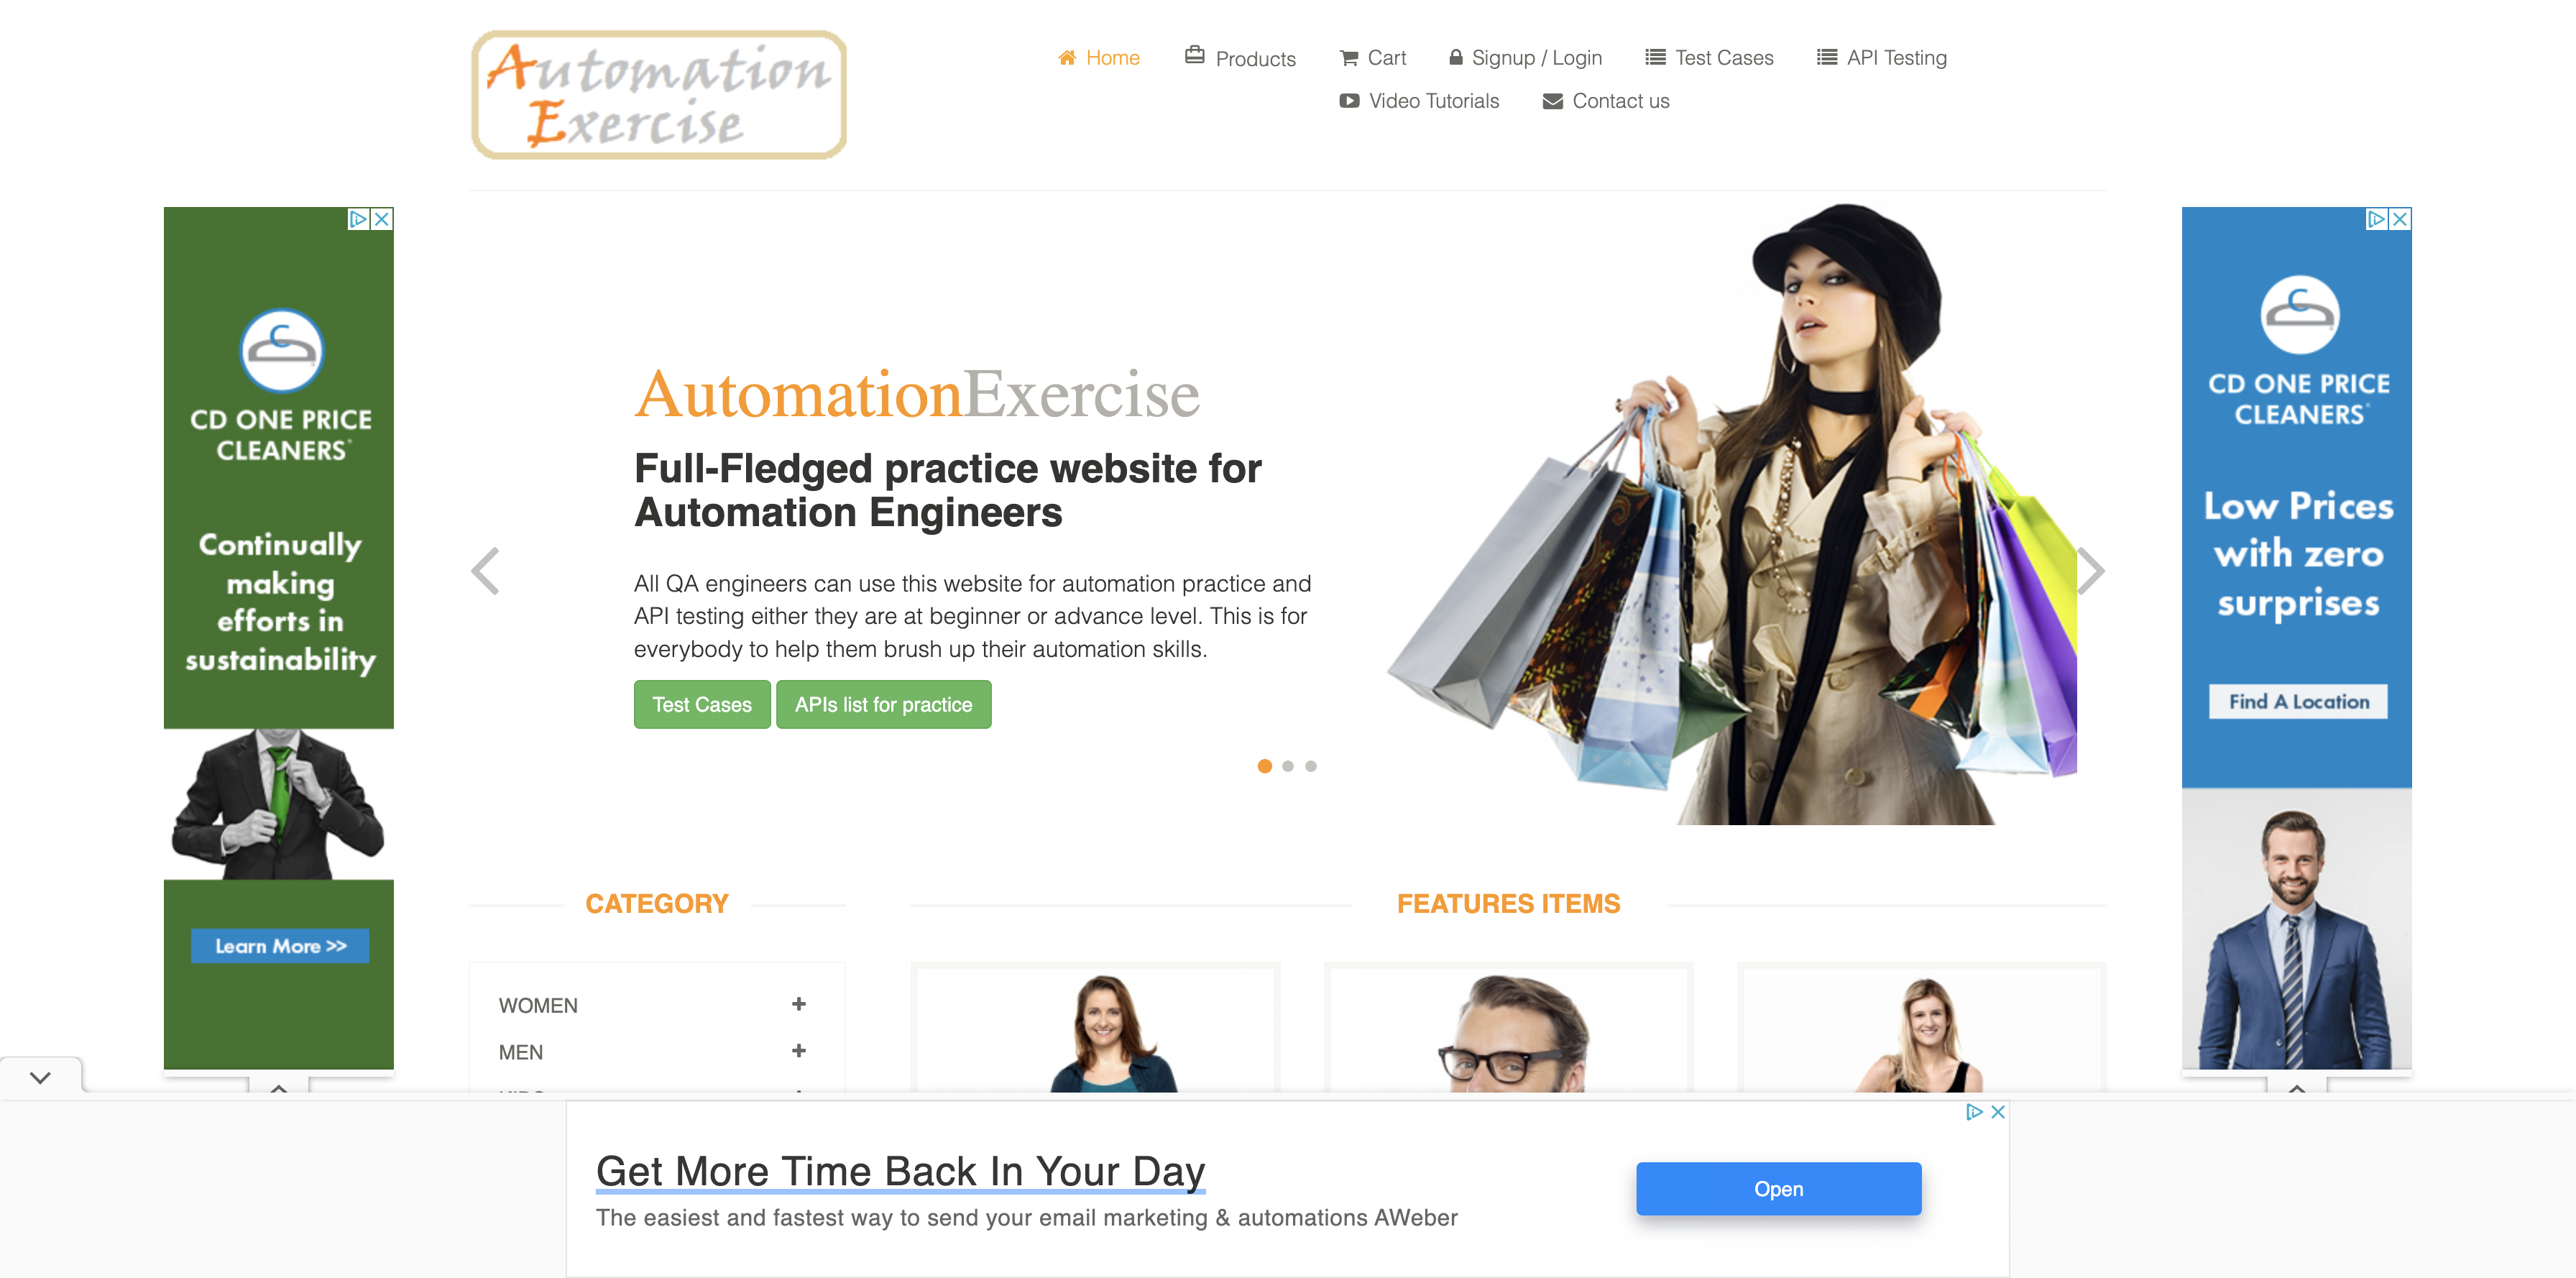 Automation
Exercise
Home
Products
Cart
Signup / Login
Test Cases
API Testing
Video Tutorials
Contact us
CD ONE PRICE
CLEANERS®
Continually
making
efforts in
sustainability
Learn More >>
AutomationExercise
Full-Fledged practice website for
Automation Engineers
All QA engineers can use this website for automation practice and
API testing either they are at beginner or advance level. This is for
everybody to help them brush up their automation skills.
Test Cases
APIs list for practice
CD ONE PRICE
CLEANERS®
Low Prices
with zero
surprises
Find A Location
CATEGORY
WOMEN
MEN
FEATURES ITEMS
Get More Time Back In Your Day
The easiest and fastest way to send your email marketing & automations AWeber
Open